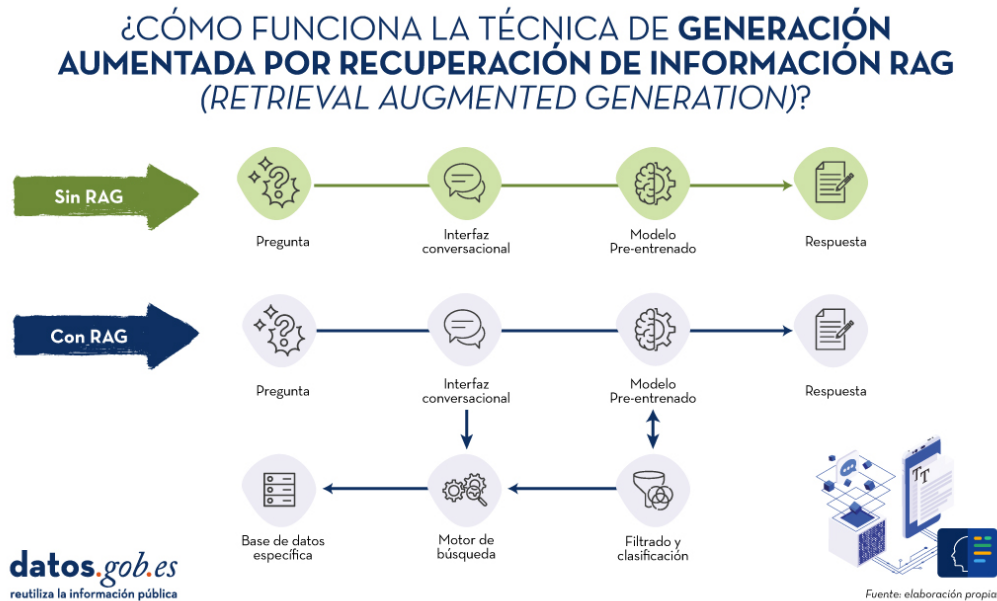 ¿CÓMO FUNCIONA LA TÉCNICA DE GENERACIÓN
AUMENTADA POR RECUPERACIÓN DE INFORMACIÓN RAG
(RETRIEVAL AUGMENTED GENERATION)?
Sin RAG
Pregunta
Interfaz
conversacional
Modelo
Pre-entrenado
Respuesta
Con RAG
Pregunta
Interfaz
conversacional
Modelo
Pre-entrenado
Respuesta
Base de datos
específica
Motor de
búsqueda
Filtrado y
clasificación
TT
datos.gob.es
reutiliza la información pública
Fuente: elaboración propia